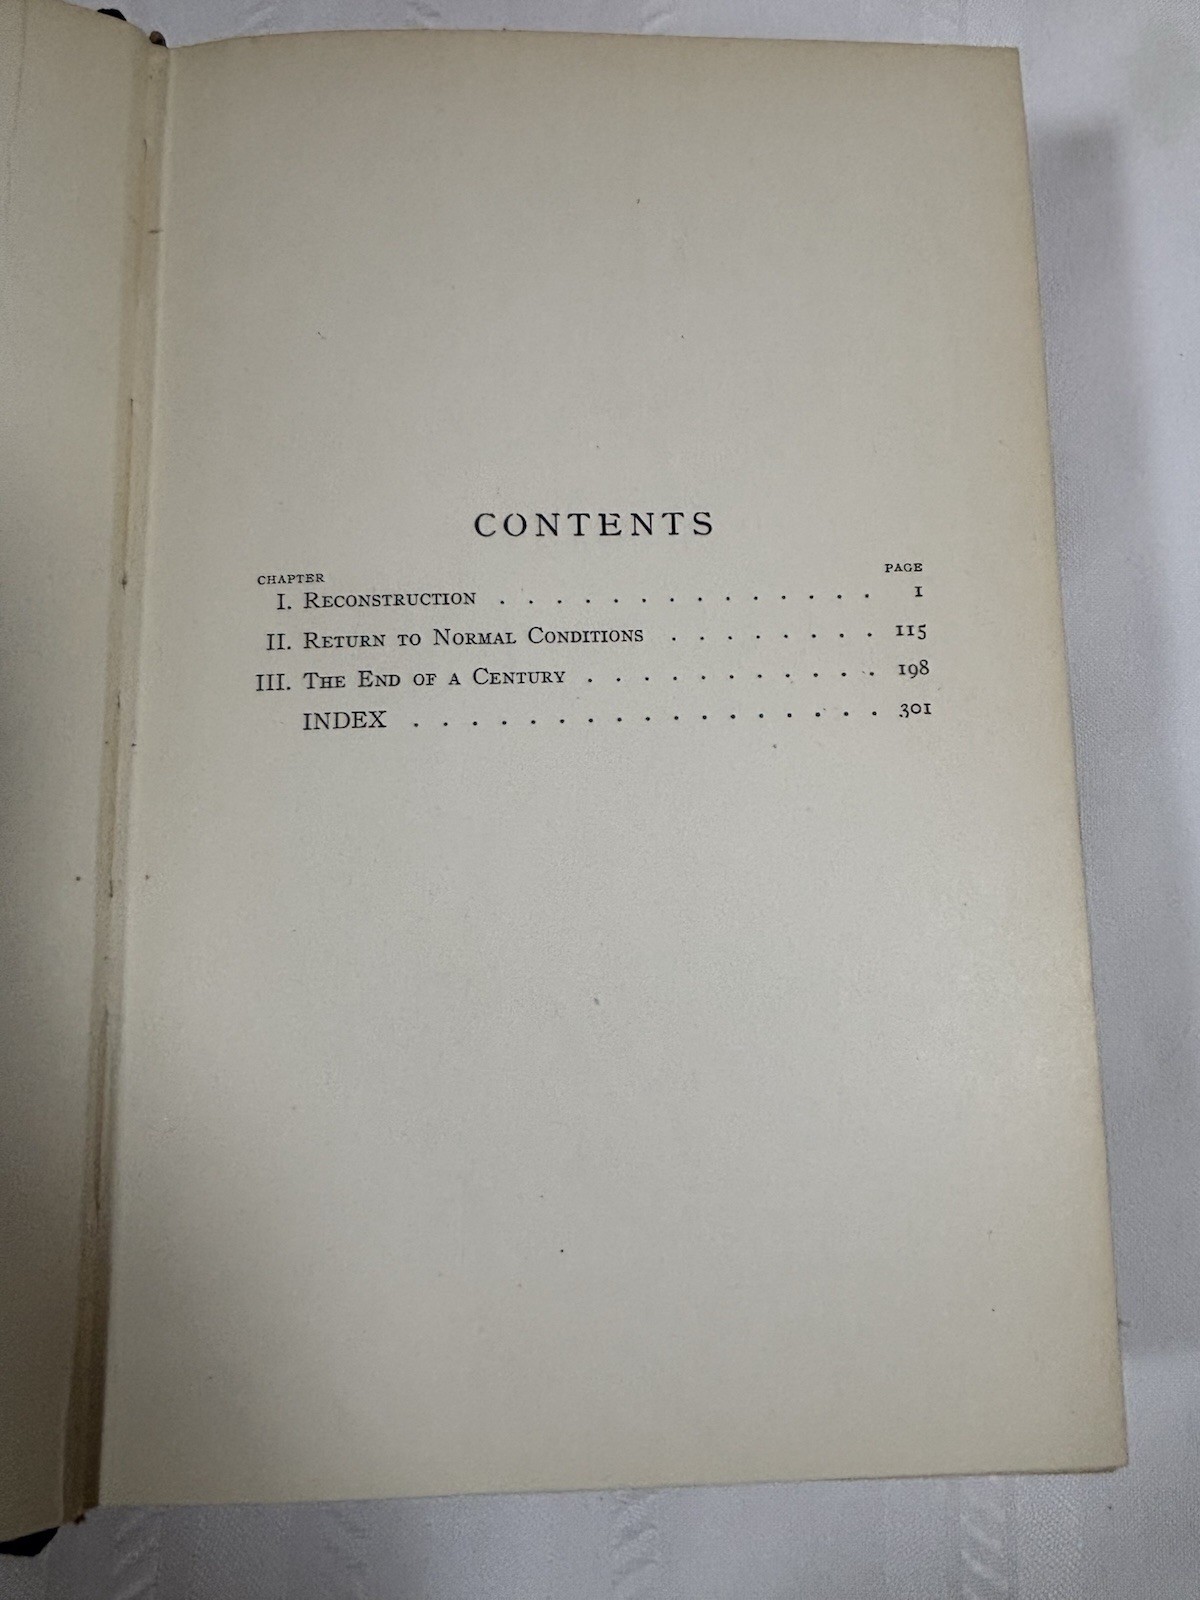 CONTENTS
CHAPTER PAGE
I. RECONSTRUCTION . . . . . . . . . . . . . . 1
II. RETURN TO NORMAL CONDITIONS . . . . . . . . 115
III. THE END OF A CENTURY . . . . . . . . . . . 198
INDEX . . . . . . . . . . . . . . . . . 301